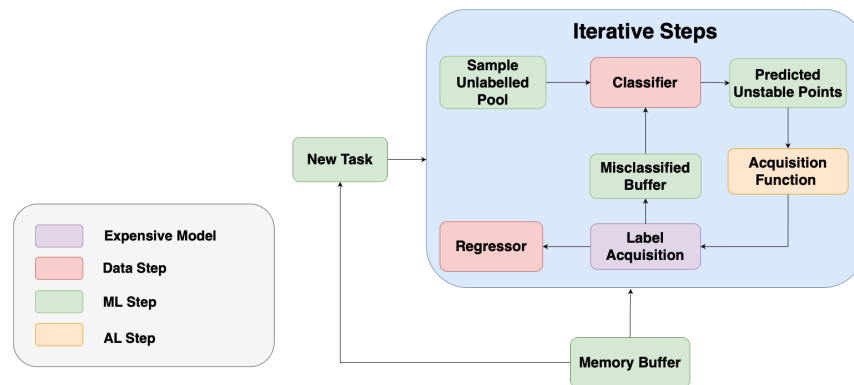 Iterative Steps
Sample
Unlabelled
Pool
Classifier
Predicted
Unstable Points
New Task
Misclassified
Buffer
Acquisition
Function
Regressor
Label
Acquisition
Expensive Model
Data Step
ML Step
AL Step
Memory Buffer